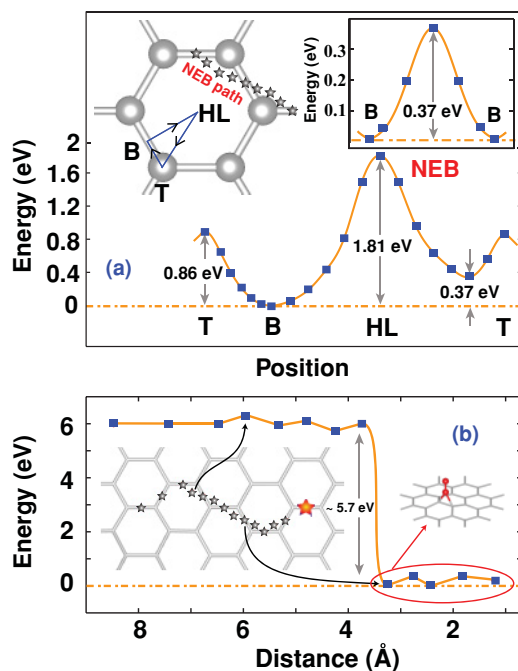 NEB path
HL
B
T
Energy (eV)
0.3
0.2
0.1
B
B
0.37 eV
NEB
Energy (eV)
2
1.6
1.2
0.8
0.4
0
(a)
0.86 eV
1.81 eV
0.37 eV
T
B
HL
T
Position
Energy (eV)
6
4
2
0
(b)
~ 5.7 eV
8
6
4
2
Distance (Å)